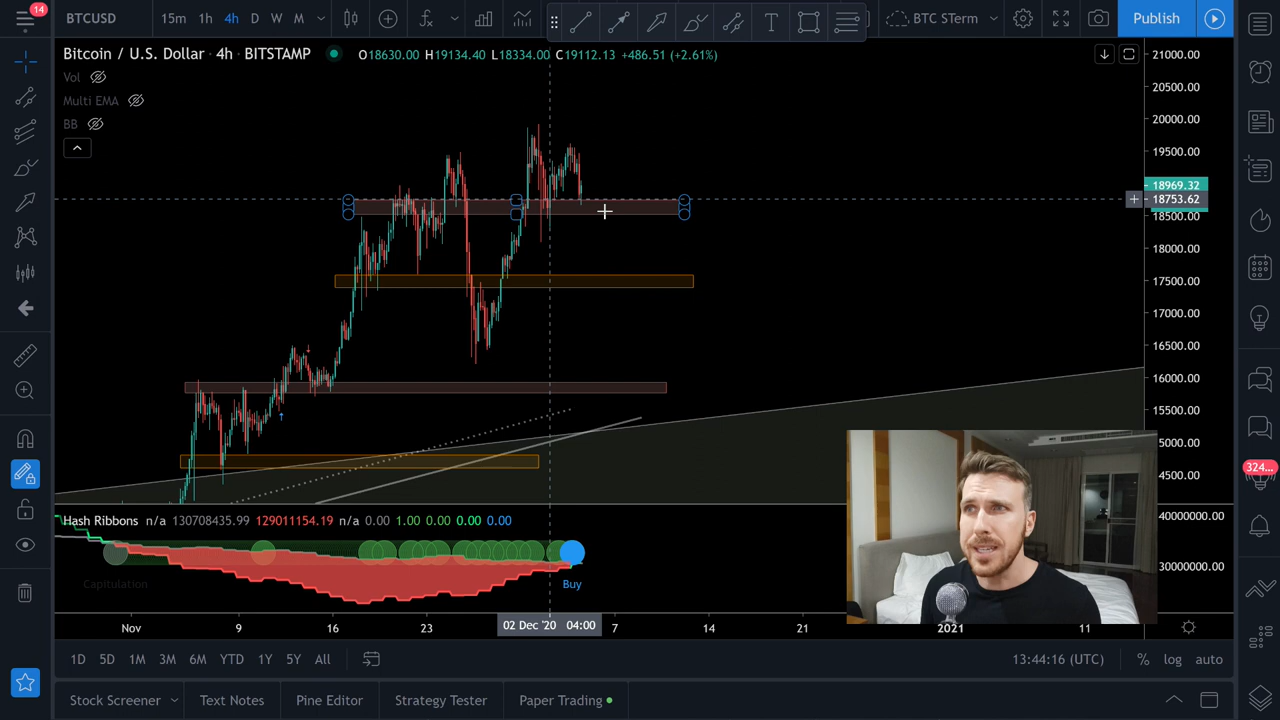 14
BTCUSD
15m 1h 4h D W M
BTC STerm
Publish
Bitcoin / U.S. Dollar · 4h · BITSTAMP
O18630.00 H19134.40 L18334.00 C19112.13 +486.51 (+2.61%)
Vol
Multi EMA
BB
21000.00
20500.00
20000.00
19500.00
18969.32
18753.62
18500.00
18000.00
17500.00
17000.00
16500.00
16000.00
15500.00
15000.00
14500.00
324...
Hash Ribbons n/a 130708435.99 129011154.19 n/a 0.00 1.00 0.00 0.00 0.00
40000000.00
30000000.00
Capitulation
Buy
Nov 9 16 23 02 Dec '20 04:00 7 14 21 2021 11
1D 5D 1M 3M 6M YTD 1Y 5Y All
13:44:16 (UTC)
% log auto
Stock Screener Text Notes Pine Editor Strategy Tester Paper Trading